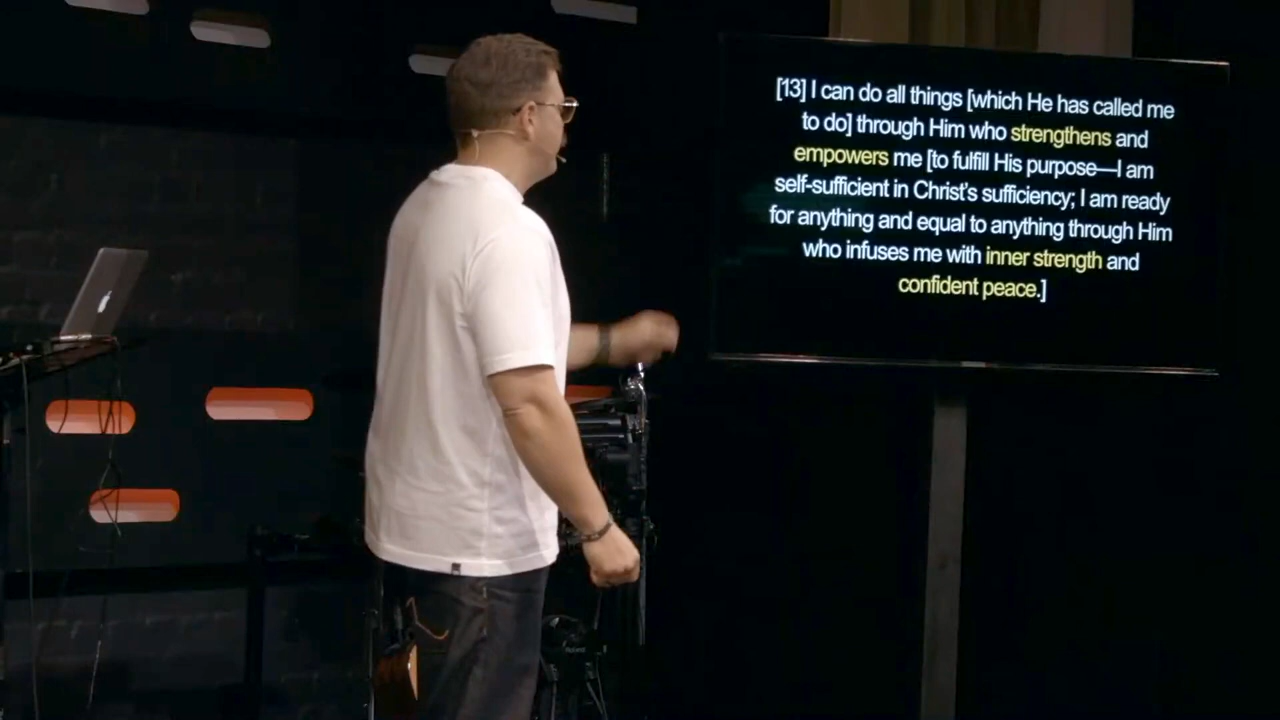 [13] I can do all things [which He has called me
to do] through Him who strengthens and
empowers me [to fulfill His purpose—I am
self-sufficient in Christ's sufficiency; I am ready
for anything and equal to anything through Him
who infuses me with inner strength and
confident peace.]
Roland